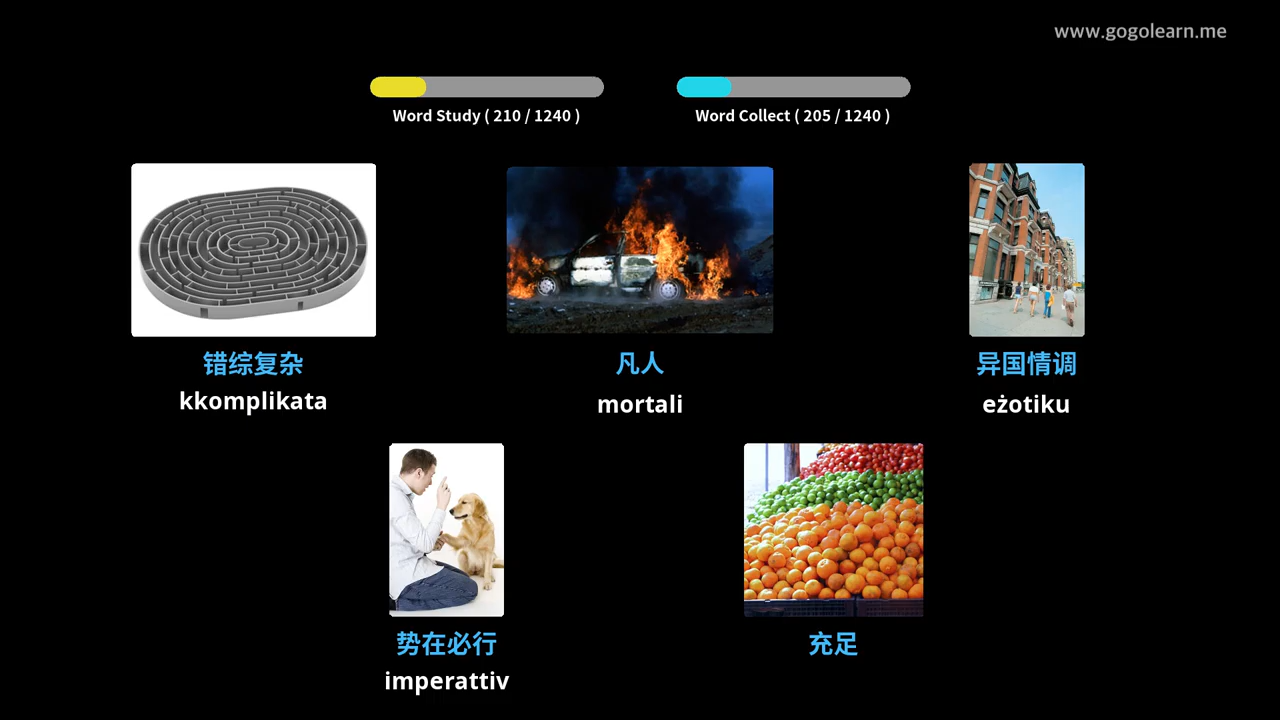 www.gogolearn.me
Word Study ( 210 / 1240 )
Word Collect ( 205 / 1240 )
错综复杂
kkomplikata
凡人
mortali
异国情调
eżotiku
势在必行
imperattiv
充足